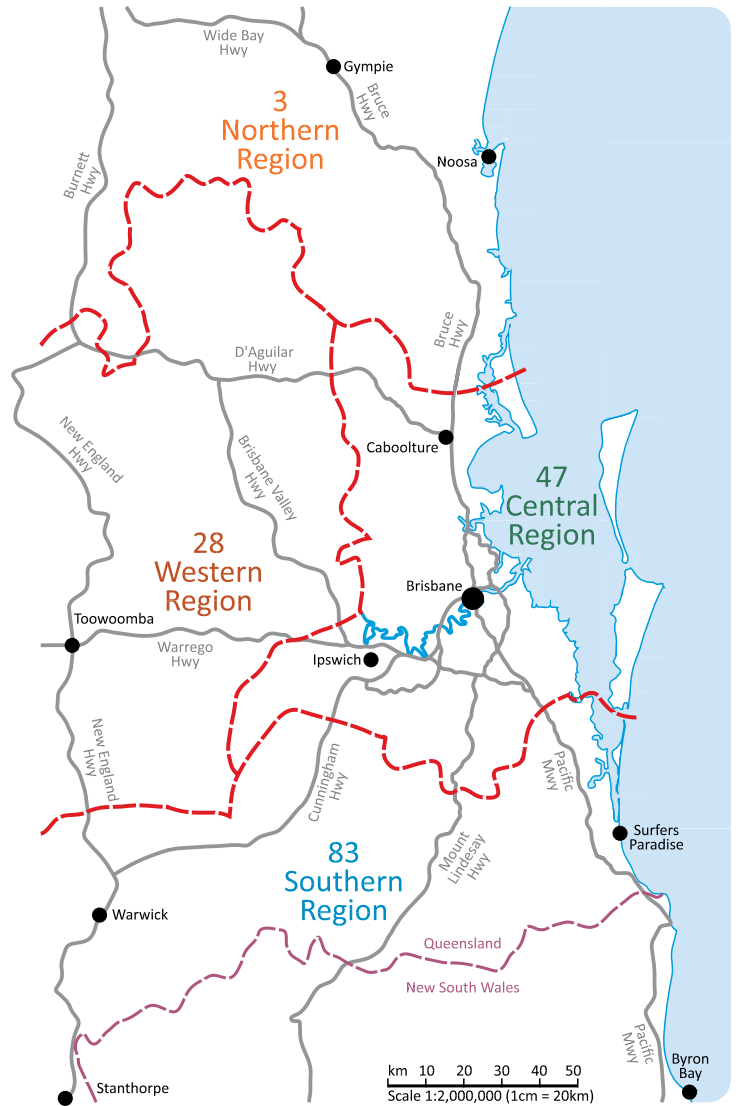 Wide Bay
Hwy
Gympie
Bruce
Hwy
3
Northern
Region
Noosa
Burnett
Hwy
Bruce
Hwy
D'Aguilar
Hwy
New England
Hwy
Brisbane Valley
Hwy
Caboolture
47
Central
Region
28
Western
Region
Brisbane
Toowoomba
Warrego
Hwy
Ipswich
New England
Hwy
Cunningham
Hwy
Pacific
Mwy
Surfers
Paradise
Mount
Lindesay
Hwy
83
Southern
Region
Warwick
Queensland
New South Wales
Pacific
Mwy
Byron
Bay
Stanthorpe
km 10 20 30 40 50
Scale 1:2,000,000 (1cm = 20km)